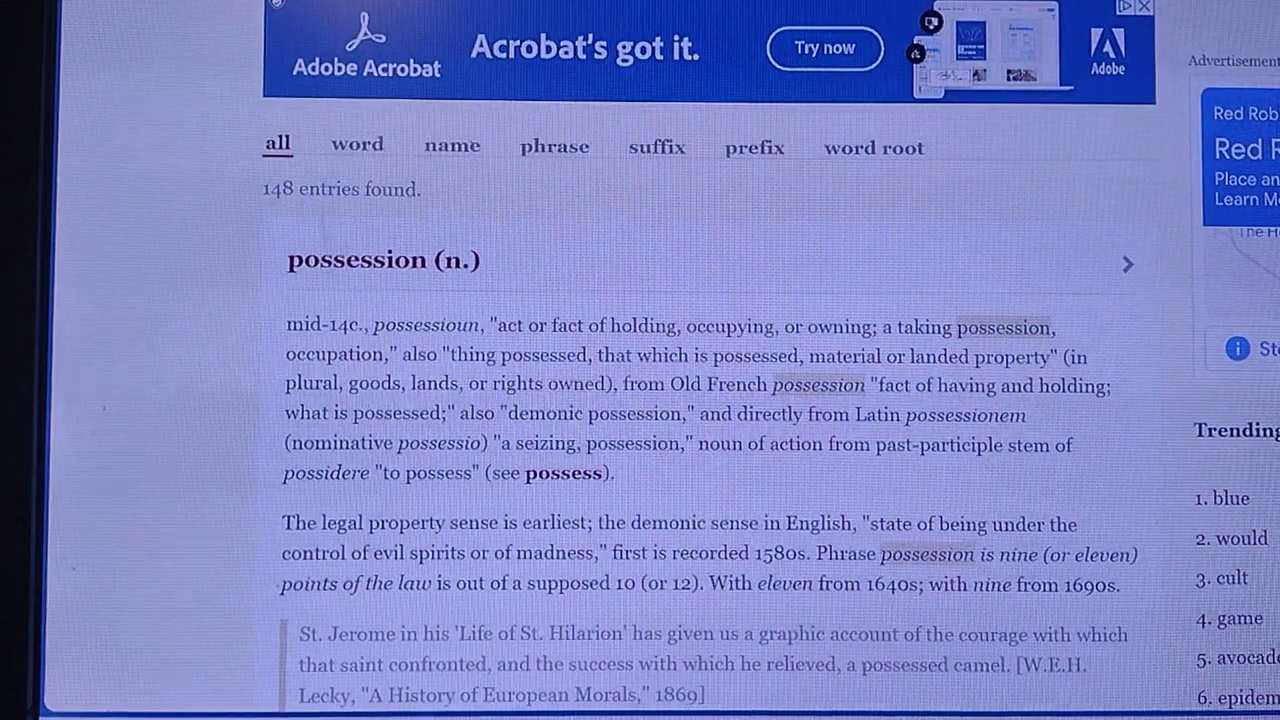 Adobe Acrobat
Acrobat's got it.
Try now
Adobe
all word name phrase suffix prefix word root
148 entries found.
possession (n.)
mid-14c., possessioun, "act or fact of holding, occupying, or owning; a taking possession,
occupation," also "thing possessed, that which is possessed, material or landed property" (in
plural, goods, lands, or rights owned), from Old French possession "fact of having and holding;
what is possessed;" also "demonic possession," and directly from Latin possessionem
(nominative possessio) "a seizing, possession," noun of action from past-participle stem of
possidere "to possess" (see possess).
The legal property sense is earliest; the demonic sense in English, "state of being under the
control of evil spirits or of madness," first is recorded 1580s. Phrase possession is nine (or eleven)
points of the law is out of a supposed 10 (or 12). With eleven from 1640s; with nine from 1690s.
St. Jerome in his 'Life of St. Hilarion' has given us a graphic account of the courage with which
that saint confronted, and the success with which he relieved, a possessed camel. [W.E.H.
Lecky, "A History of European Morals," 1869]
Advertisement
Red Rob
Red R
Place an
Learn M
The H
Sto
Trending
1. blue
2. would
3. cult
4. game
5. avocad
6. epidem